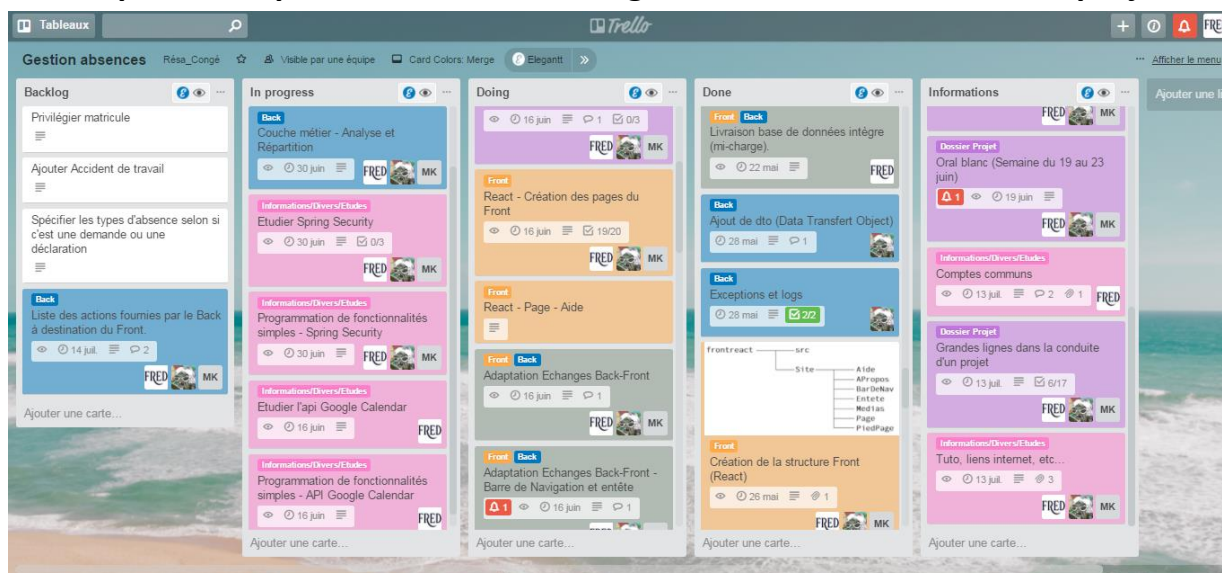 Tableaux
Trello
FRE
Gestion absences Résa_Congé Visible par une équipe Card Colors: Merge Elegantt
Afficher le menu
Backlog
Privilégier matricule
Ajouter Accident de travail
Spécifier les types d'absence selon si
c'est une demande ou une
déclaration
Back
Liste des actions fournies par le Back
à destination du Front.
14 juil. 2
FRED MK
Ajouter une carte…
In progress
Back
Couche métier - Analyse et
Répartition
30 juin
FRED MK
Informations/Divers/Etudes
Etudier Spring Security
30 juin 0/3
FRED MK
Informations/Divers/Etudes
Programmation de fonctionnalités
simples - Spring Security
30 juin
FRED MK
Informations/Divers/Etudes
Etudier l'api Google Calendar
16 juin
FRED
Informations/Divers/Etudes
Programmation de fonctionnalités
simples - API Google Calendar
16 juin
FRED
Ajouter une carte…
Doing
16 juin 1 0/3
FRED MK
Front
React - Création des pages du
Front
16 juin 19/20
FRED MK
Front
React - Page - Aide
Front Back
Adaptation Echanges Back-Front
16 juin 1
FRED MK
Front Back
Adaptation Echanges Back-Front -
Barre de Navigation et entête
1 16 juin 1
Ajouter une carte…
Done
Front Back
Livraison base de données intègre
(mi-charge).
22 mai
FRED
Back
Ajout de dto (Data Transfert Object)
28 mai 1
Back
Exceptions et logs
28 mai 2/2
frontreact src
Site Aide
APropos
BarDeNav
Entete
Medias
Page
PiedPage
Front
Création de la structure Front
(React)
26 mai 1
FRED MK
Ajouter une carte…
Informations
FRED MK
Dossier Projet
Oral blanc (Semaine du 19 au 23
juin)
1 19 juin
FRED MK
Informations/Divers/Etudes
Comptes communs
13 juil. 2 1
FRED
Dossier Projet
Grandes lignes dans la conduite
d'un projet
13 juil. 6/17
FRED MK
Informations/Divers/Etudes
Tuto, liens internet, etc…
13 juil. 3
FRED MK
Ajouter une carte…
Ajouter une li